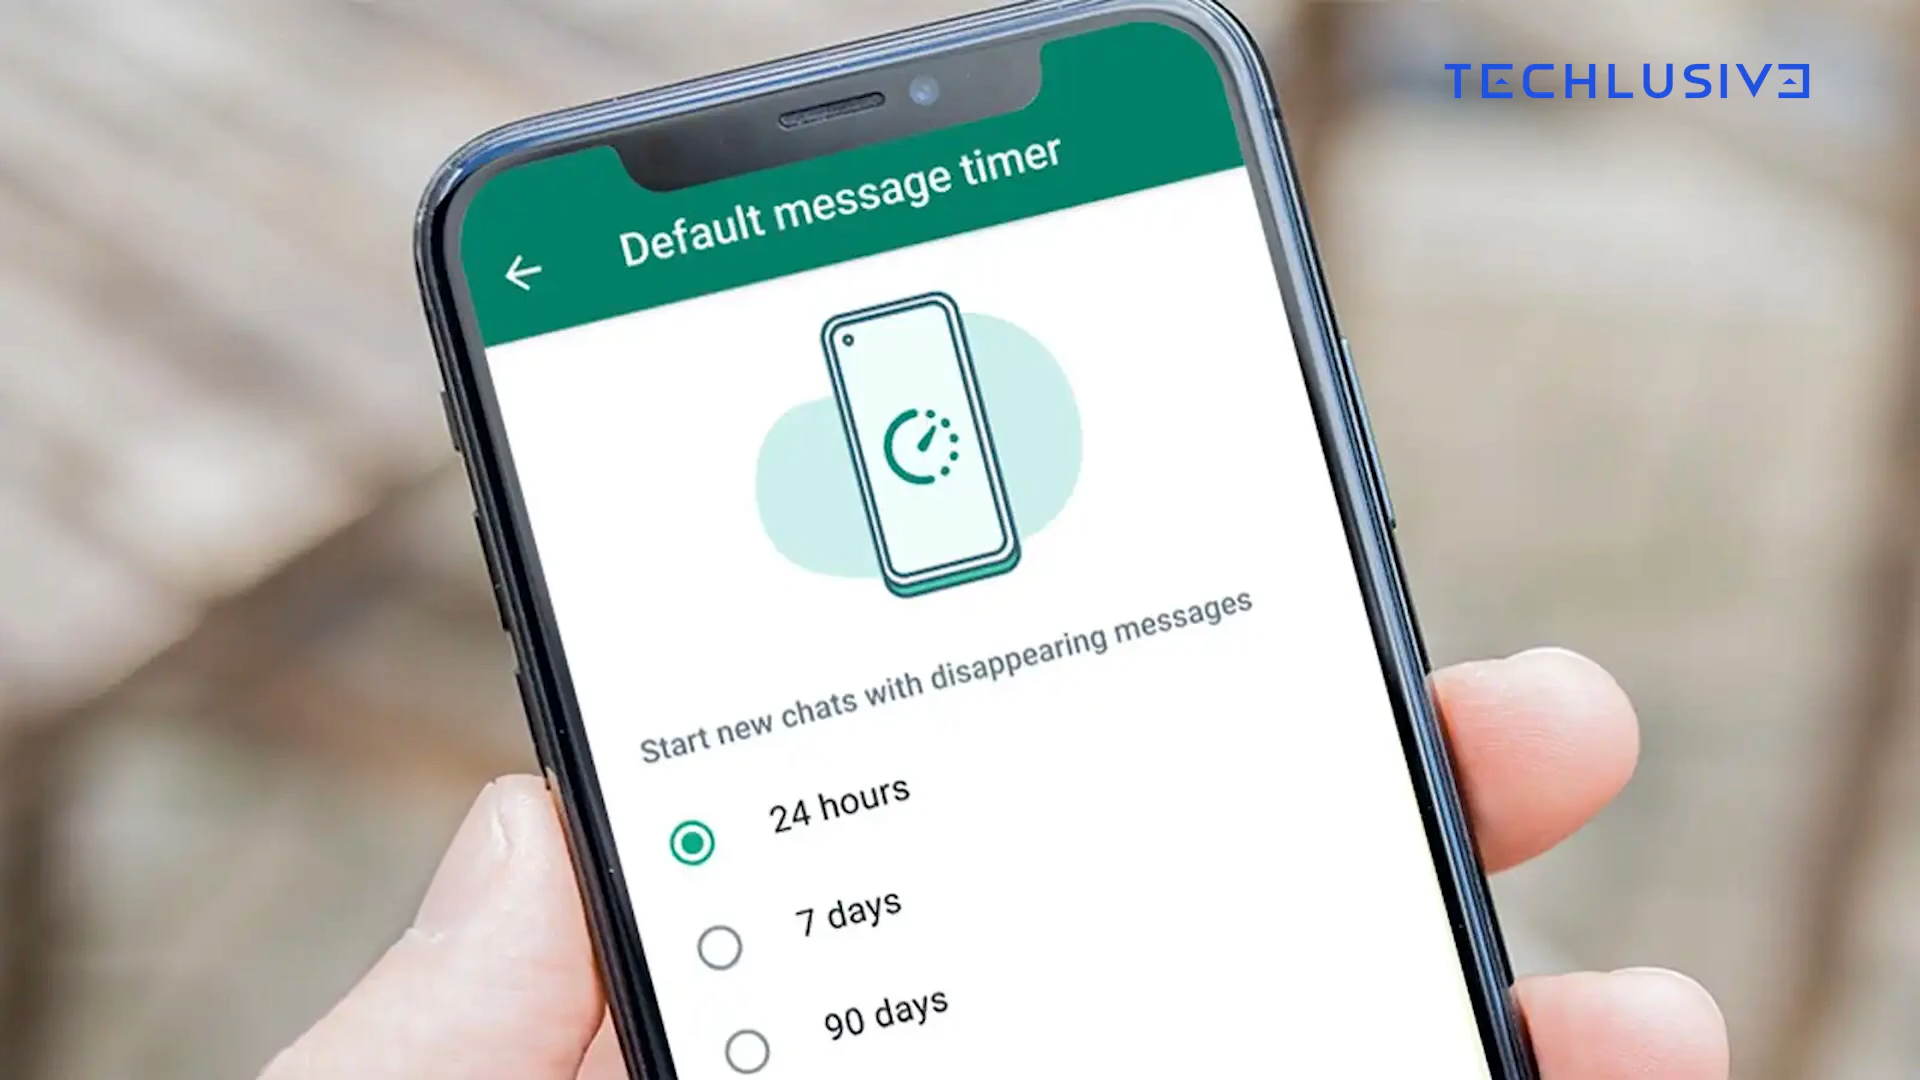 TECHLUSIVE
Default message timer
Start new chats with disappearing messages
24 hours
7 days
90 days